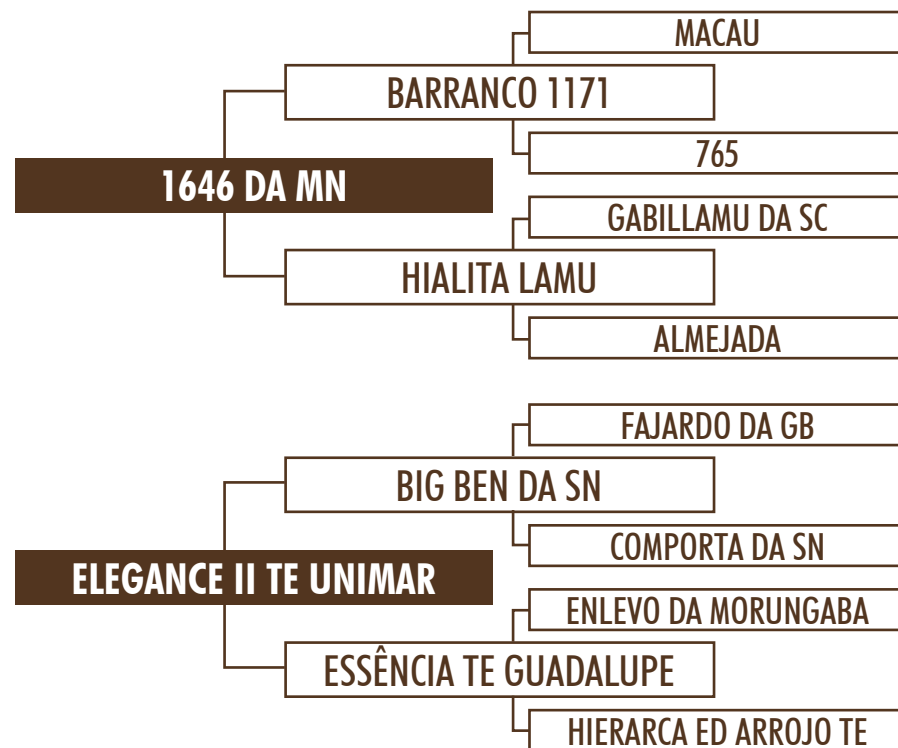 MACAU
BARRANCO 1171
765
1646 DA MN
GABILLAMU DA SC
HIALITA LAMU
ALMEJADA
FAJARDO DA GB
BIG BEN DA SN
COMPORTA DA SN
ELEGANCE II TE UNIMAR
ENLEVO DA MORUNGABA
ESSÊNCIA TE GUADALUPE
HIERARCA ED ARROJO TE